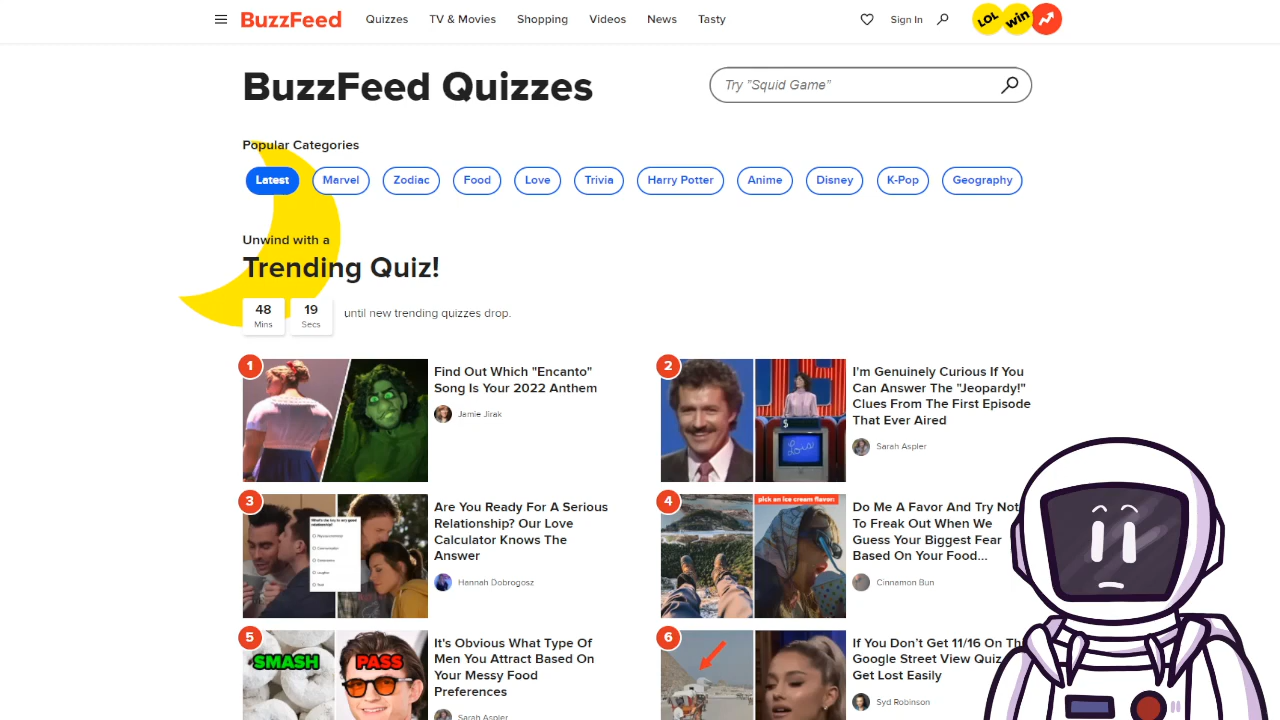 BuzzFeed
Quizzes
TV & Movies
Shopping
Videos
News
Tasty
Sign In
LOL
win
BuzzFeed Quizzes
Try "Squid Game"
Popular Categories
Latest
Marvel
Zodiac
Food
Love
Trivia
Harry Potter
Anime
Disney
K-Pop
Geography
Unwind with a
Trending Quiz!
48
Mins
19
Secs
until new trending quizzes drop.
1
Find Out Which "Encanto"
Song Is Your 2022 Anthem
Jamie Jirak
2
I'm Genuinely Curious If You
Can Answer The "Jeopardy!"
Clues From The First Episode
That Ever Aired
Sarah Aspler
3
Are You Ready For A Serious
Relationship? Our Love
Calculator Knows The
Answer
Hannah Dobrogosz
4
pick an ice cream flavor:
Do Me A Favor And Try Not
To Freak Out When We
Guess Your Biggest Fear
Based On Your Food...
Cinnamon Bun
5
SMASH
PASS
It's Obvious What Type Of
Men You Attract Based On
Your Messy Food
Preferences
Sarah Aspler
6
If You Don't Get 11/16 On Th
Google Street View Quiz
Get Lost Easily
Syd Robinson